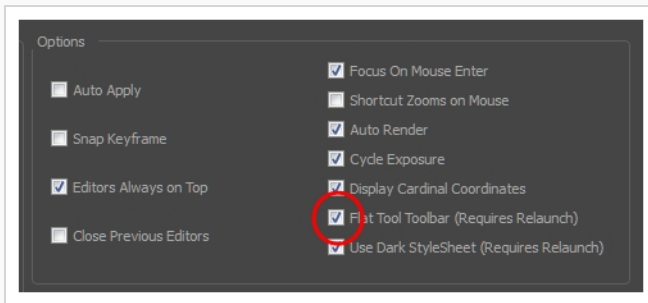 Options
Auto Apply
Snap Keyframe
Editors Always on Top
Close Previous Editors
Focus On Mouse Enter
Shortcut Zooms on Mouse
Auto Render
Cycle Exposure
Display Cardinal Coordinates
Flat Tool Toolbar (Requires Relaunch)
Use Dark StyleSheet (Requires Relaunch)